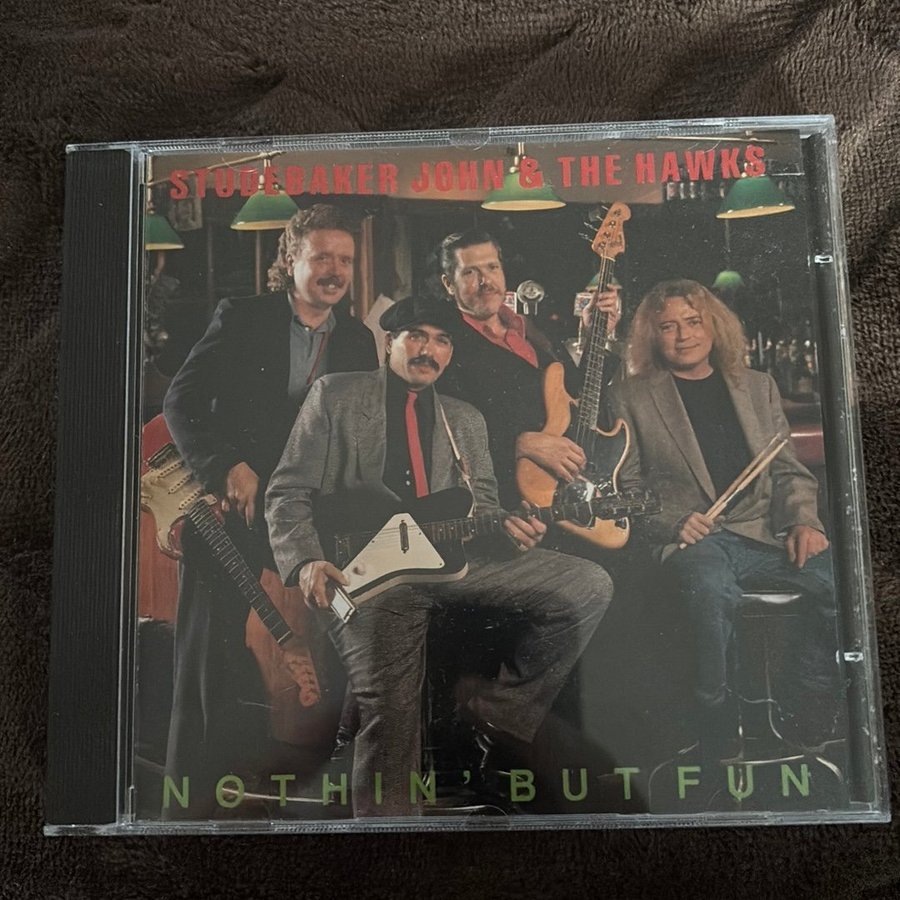 STUDEBAKER JOHN & THE HAWKS
NOTHIN' BUT FUN